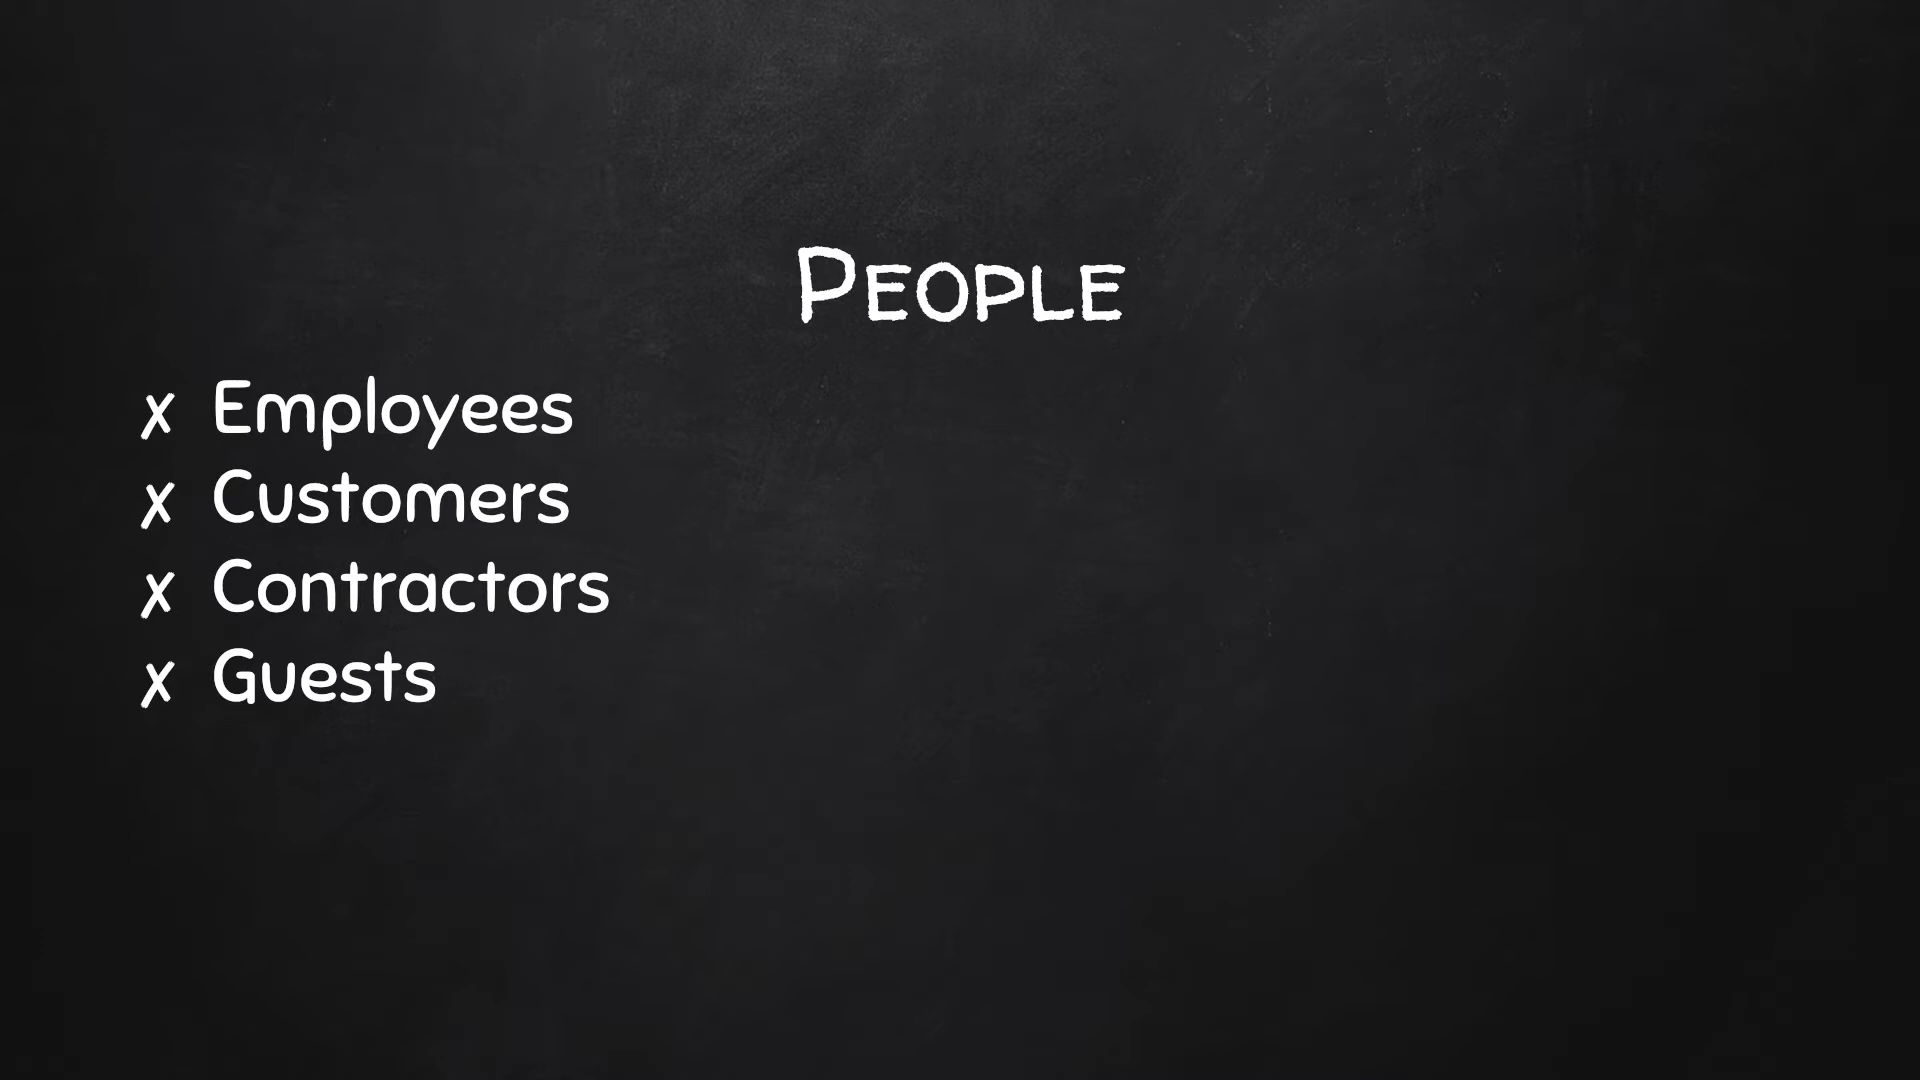 People
✗ Employees
✗ Customers
✗ Contractors
✗ Guests